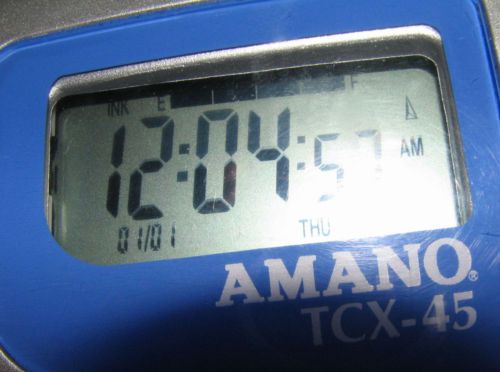 INK E F
12:04:57 AM
01/01 THU
AMANO®
TCX-45